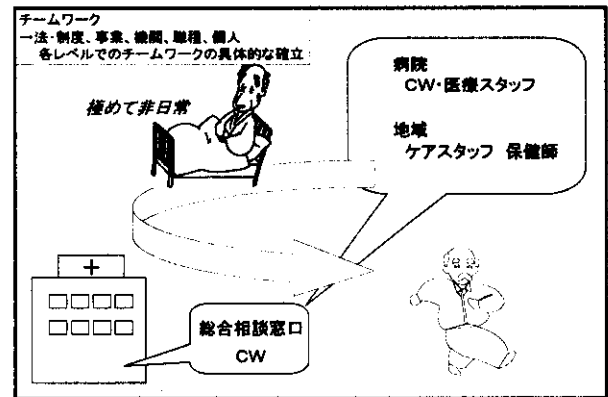 チームワーク
→法・制度、事業、機関、職種、個人
各レベルでのチームワークの具体的な確立
極めて非日常
病院
CW・医療スタッフ
地域
ケアスタッフ 保健師
総合相談窓口
CW